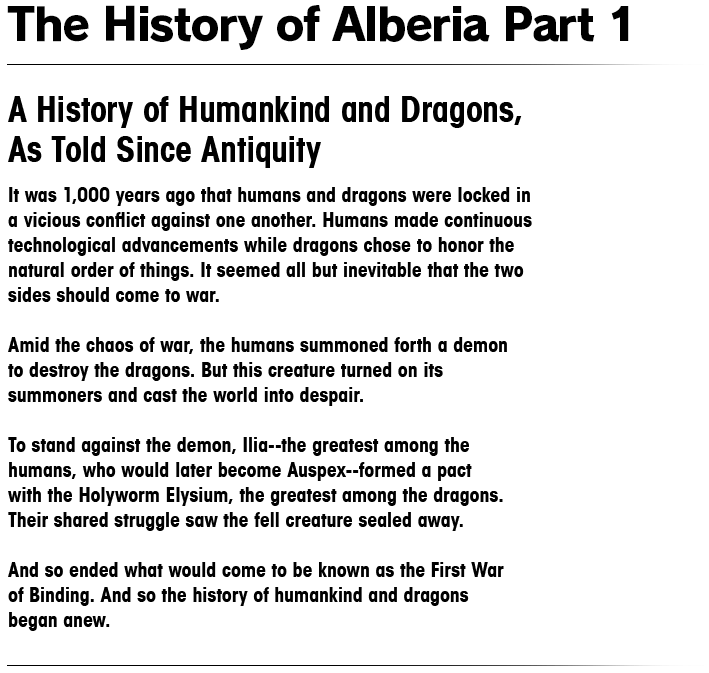 The History of Alberia Part 1
A History of Humankind and Dragons,
As Told Since Antiquity
It was 1,000 years ago that humans and dragons were locked in
a vicious conflict against one another. Humans made continuous
technological advancements while dragons chose to honor the
natural order of things. It seemed all but inevitable that the two
sides should come to war.
Amid the chaos of war, the humans summoned forth a demon
to destroy the dragons. But this creature turned on its
summoners and cast the world into despair.
To stand against the demon, Ilia--the greatest among the
humans, who would later become Auspex--formed a pact
with the Holyworm Elysium, the greatest among the dragons.
Their shared struggle saw the fell creature sealed away.
And so ended what would come to be known as the First War
of Binding. And so the history of humankind and dragons
began anew.